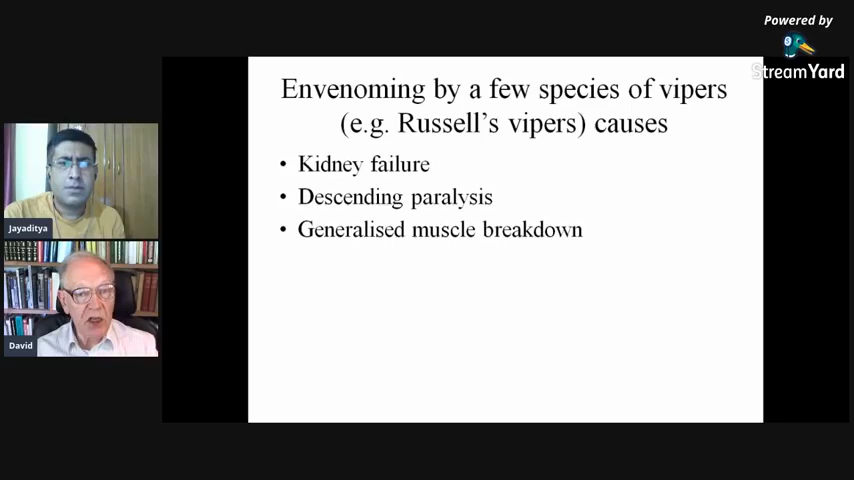 Powered by
StreamYard
Envenoming by a few species of vipers
(e.g. Russell's vipers) causes
• Kidney failure
• Descending paralysis
• Generalised muscle breakdown
Jayaditya
David